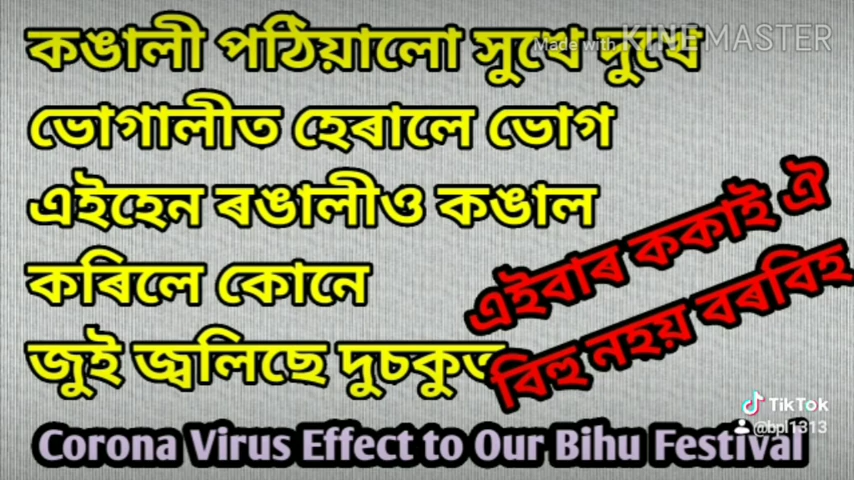 কঙালী পঠিয়ালো সুখে দুখে
Made with KINEMASTER
ভোগালীত হেৰালে ভোগ
এইহেন ৰঙালীও কঙাল
কৰিলে কোনে
জুই জ্বলিছে দুচকুত
এইবাৰ ককাই ঐ
বিহু নহয় বৰবিহ
TikTok
@bpl1313
Corona Virus Effect to Our Bihu Festival